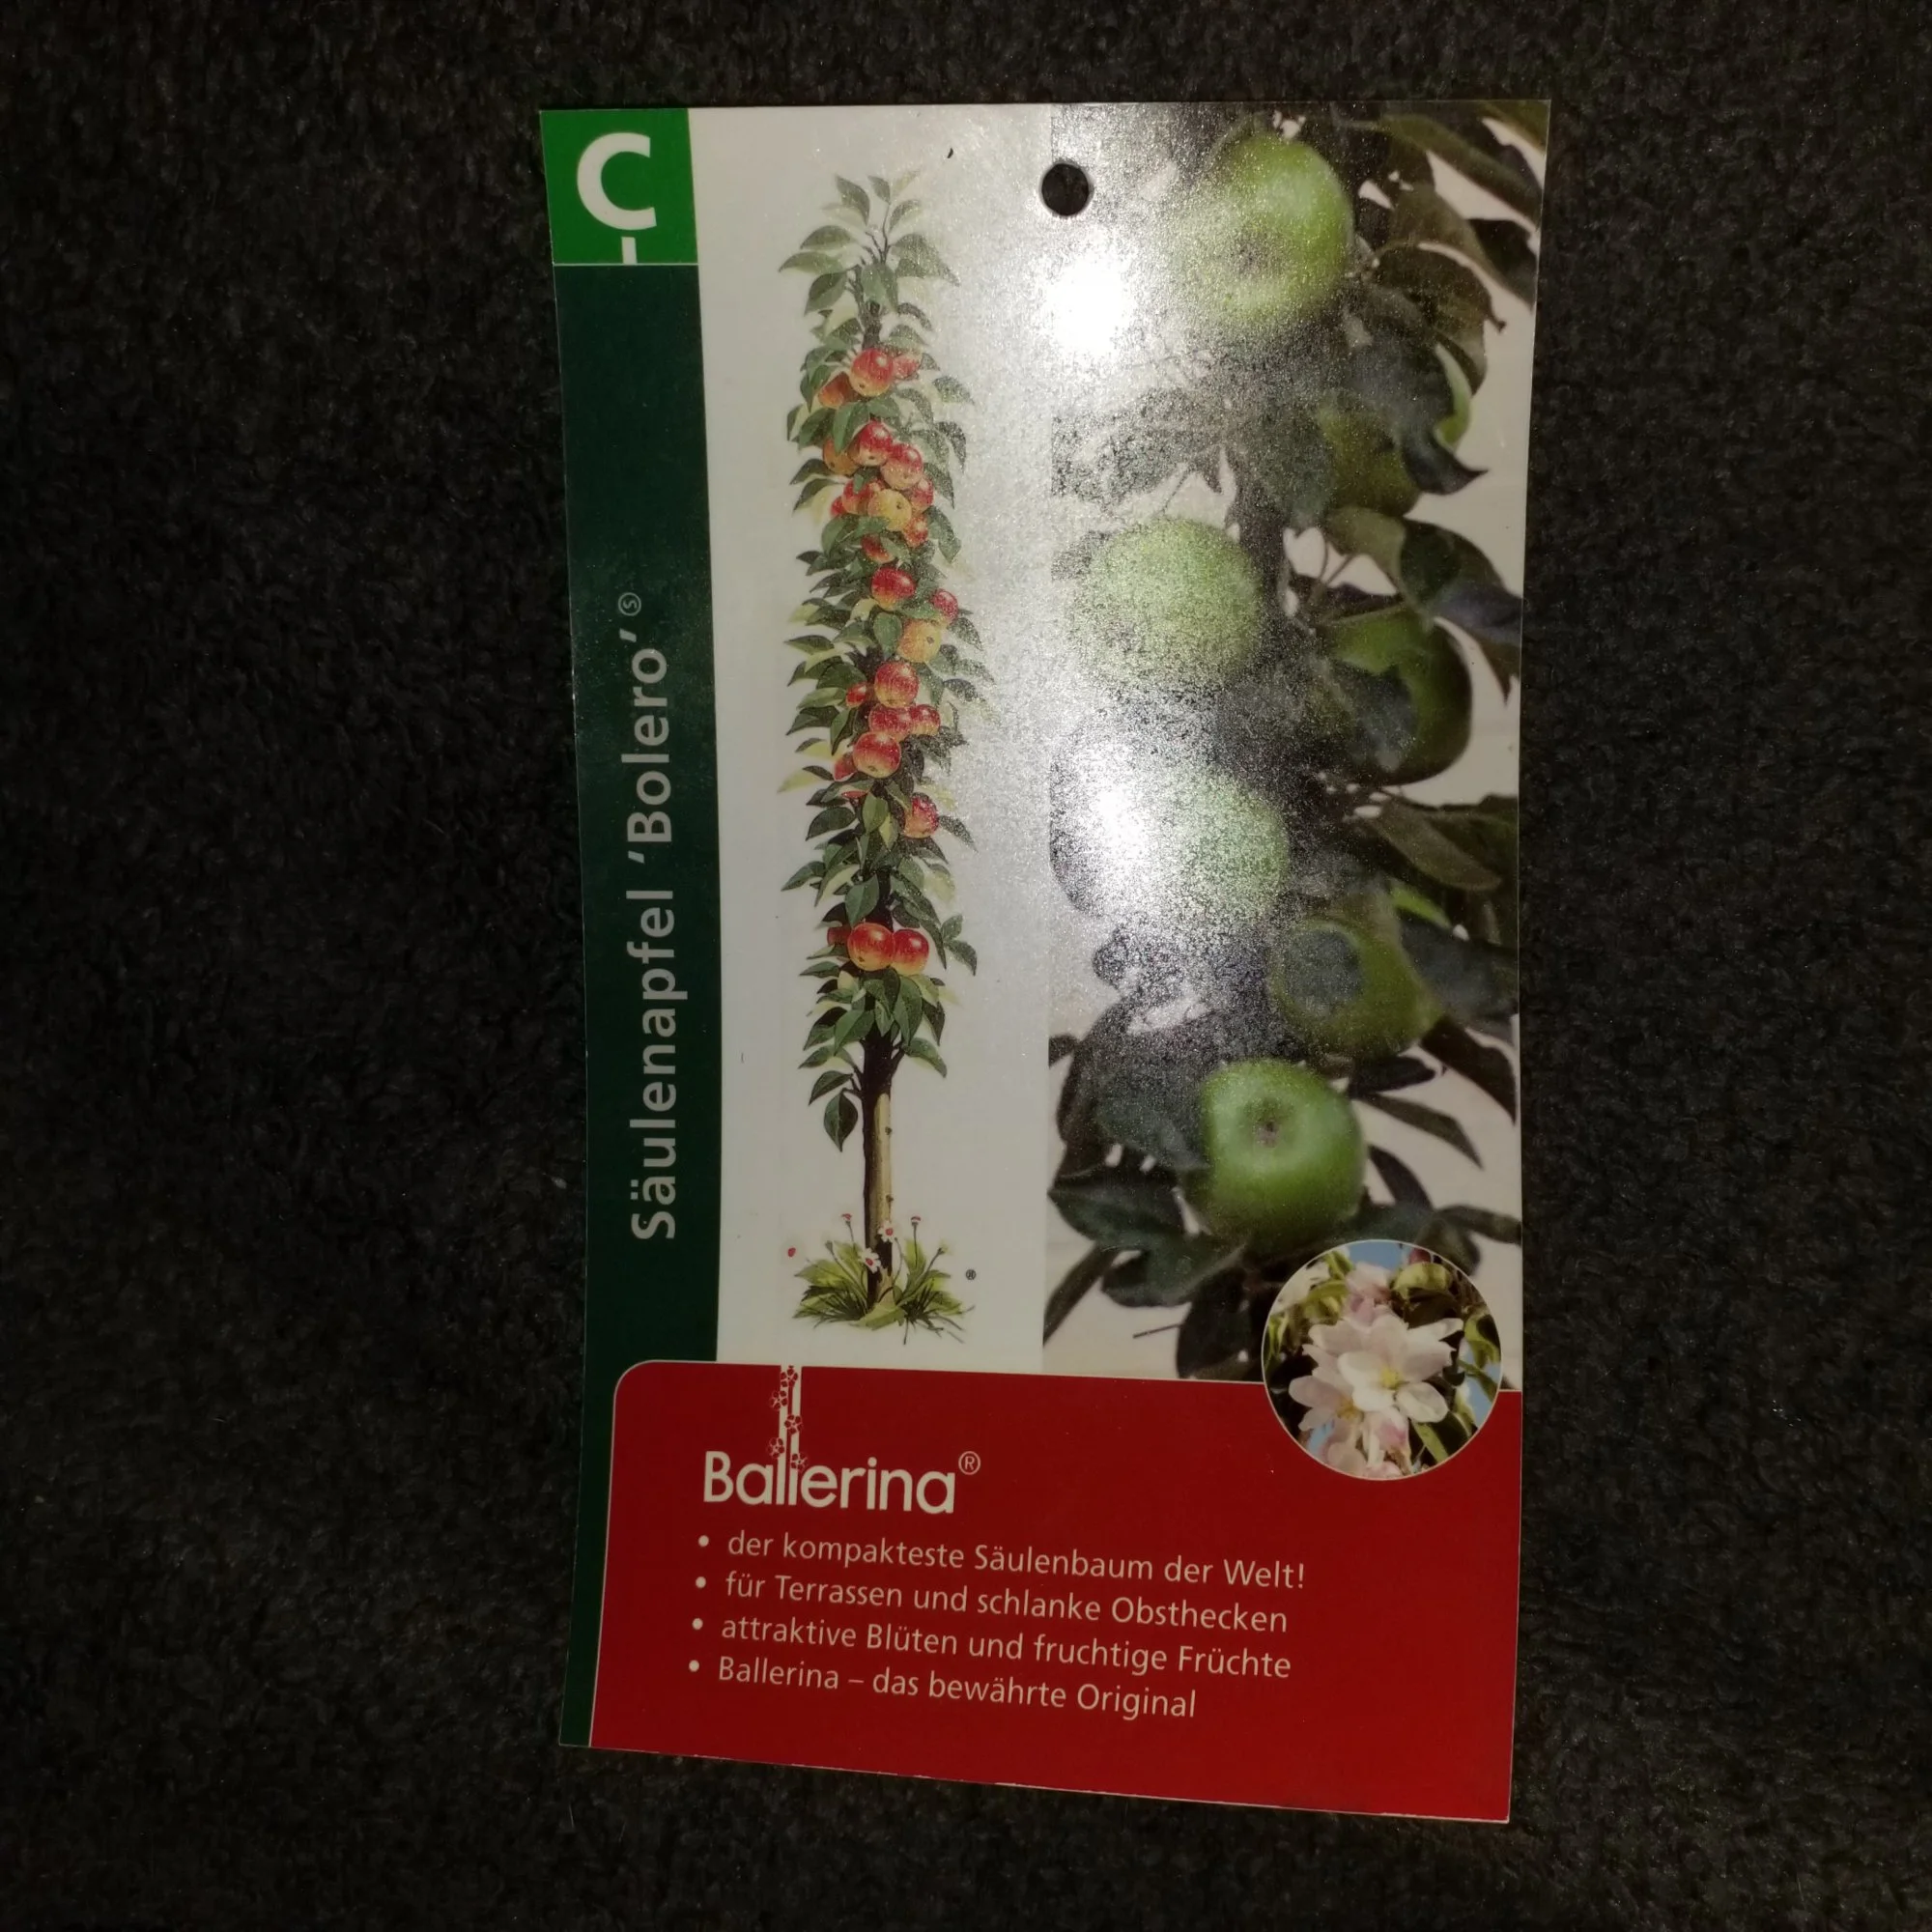 C
Säulenapfel 'Bolero' Ⓢ
®
Ballerina®
• der kompakteste Säulenbaum der Welt!
• für Terrassen und schlanke Obsthecken
• attraktive Blüten und fruchtige Früchte
• Ballerina – das bewährte Original